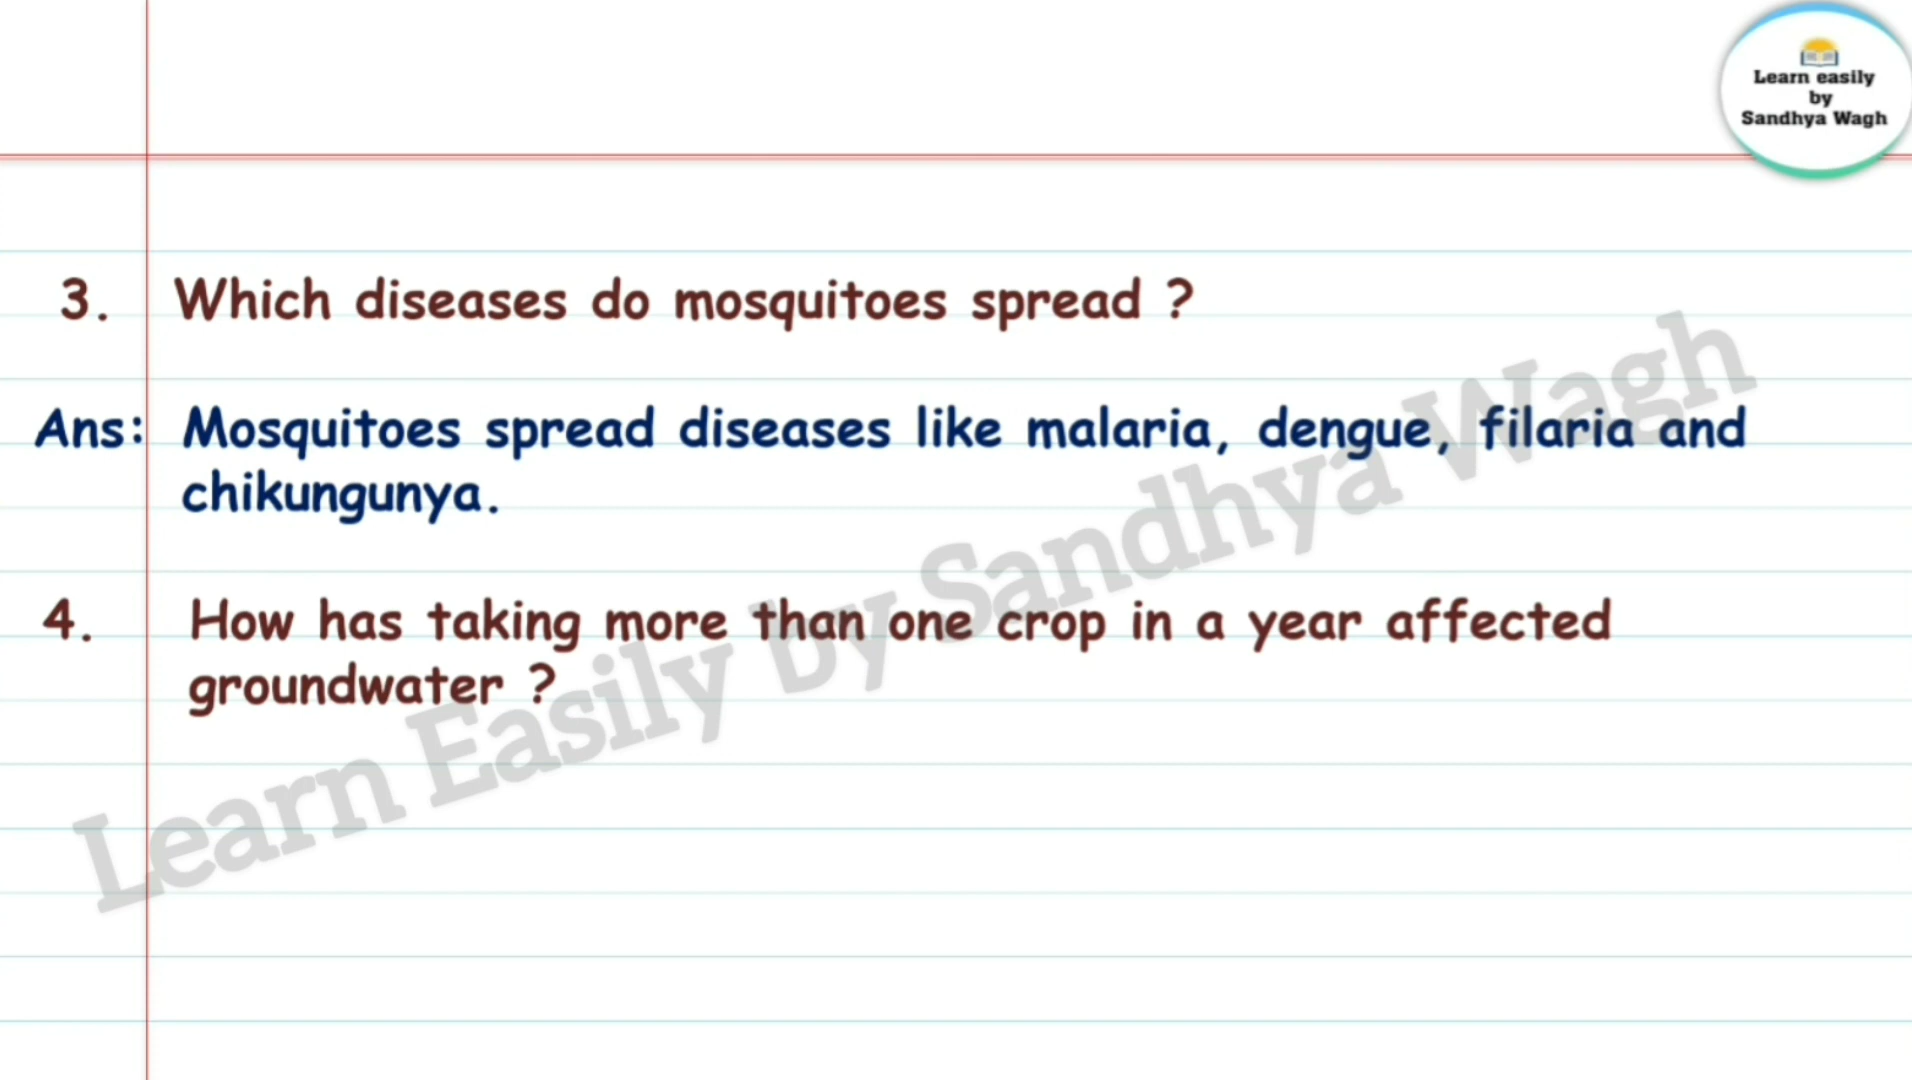 Learn easily
by
Sandhya Wagh
3. Which diseases do mosquitoes spread ?
Ans: Mosquitoes spread diseases like malaria, dengue, filaria and
chikungunya.
4. How has taking more than one crop in a year affected
groundwater ?
Learn Easily by Sandhya Wagh